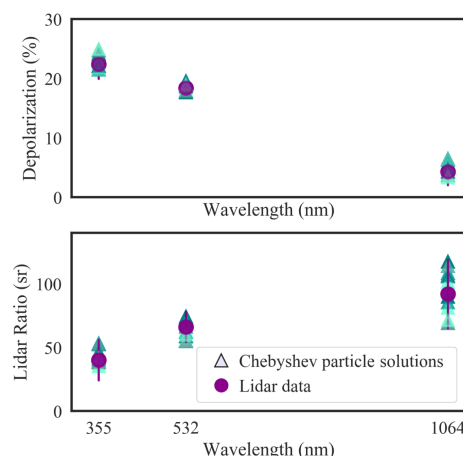 30
20
10
0
Depolarization (%)
Wavelength (nm)
100
50
0
Lidar Ratio (sr)
Chebyshev particle solutions
Lidar data
355 532 1064
Wavelength (nm)